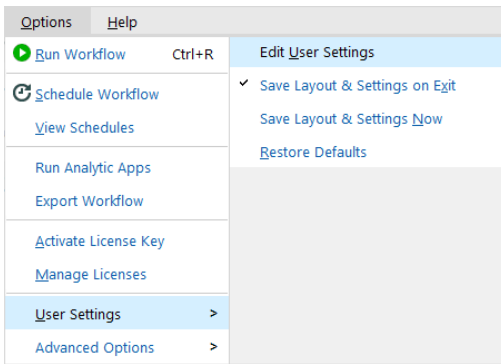 Options Help
Run Workflow Ctrl+R
Schedule Workflow
View Schedules
Run Analytic Apps
Export Workflow
Activate License Key
Manage Licenses
User Settings >
Advanced Options >
Edit User Settings
Save Layout & Settings on Exit
Save Layout & Settings Now
Restore Defaults